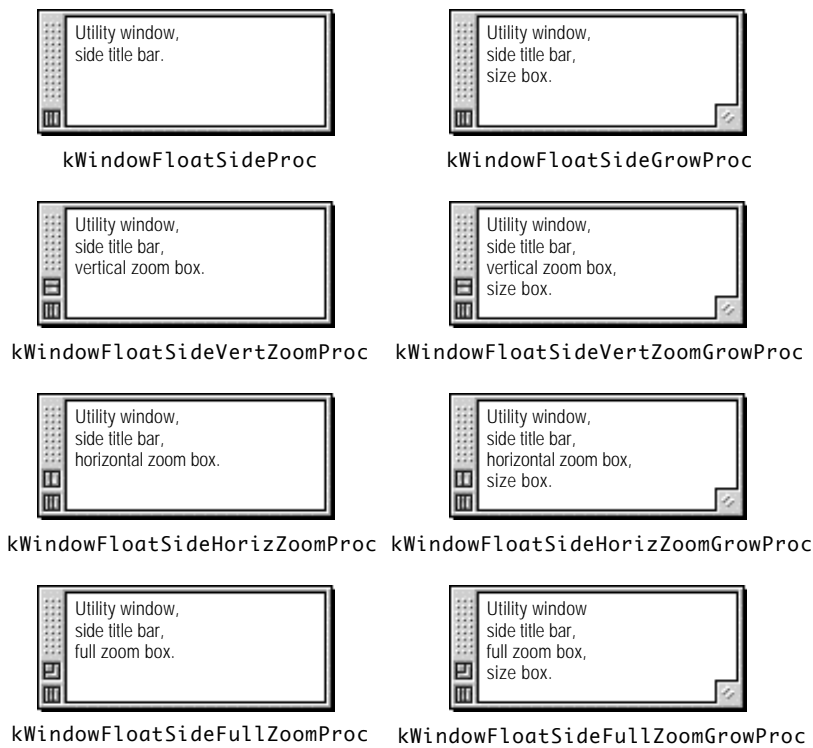 Utility window,
side title bar.
kWindowFloatSideProc
Utility window,
side title bar,
size box.
kWindowFloatSideGrowProc
Utility window,
side title bar,
vertical zoom box.
kWindowFloatSideVertZoomProc
Utility window,
side title bar,
vertical zoom box,
size box.
kWindowFloatSideVertZoomGrowProc
Utility window,
side title bar,
horizontal zoom box.
kWindowFloatSideHorizZoomProc
Utility window,
side title bar,
horizontal zoom box,
size box.
kWindowFloatSideHorizZoomGrowProc
Utility window,
side title bar,
full zoom box.
kWindowFloatSideFullZoomProc
Utility window
side title bar,
full zoom box,
size box.
kWindowFloatSideFullZoomGrowProc